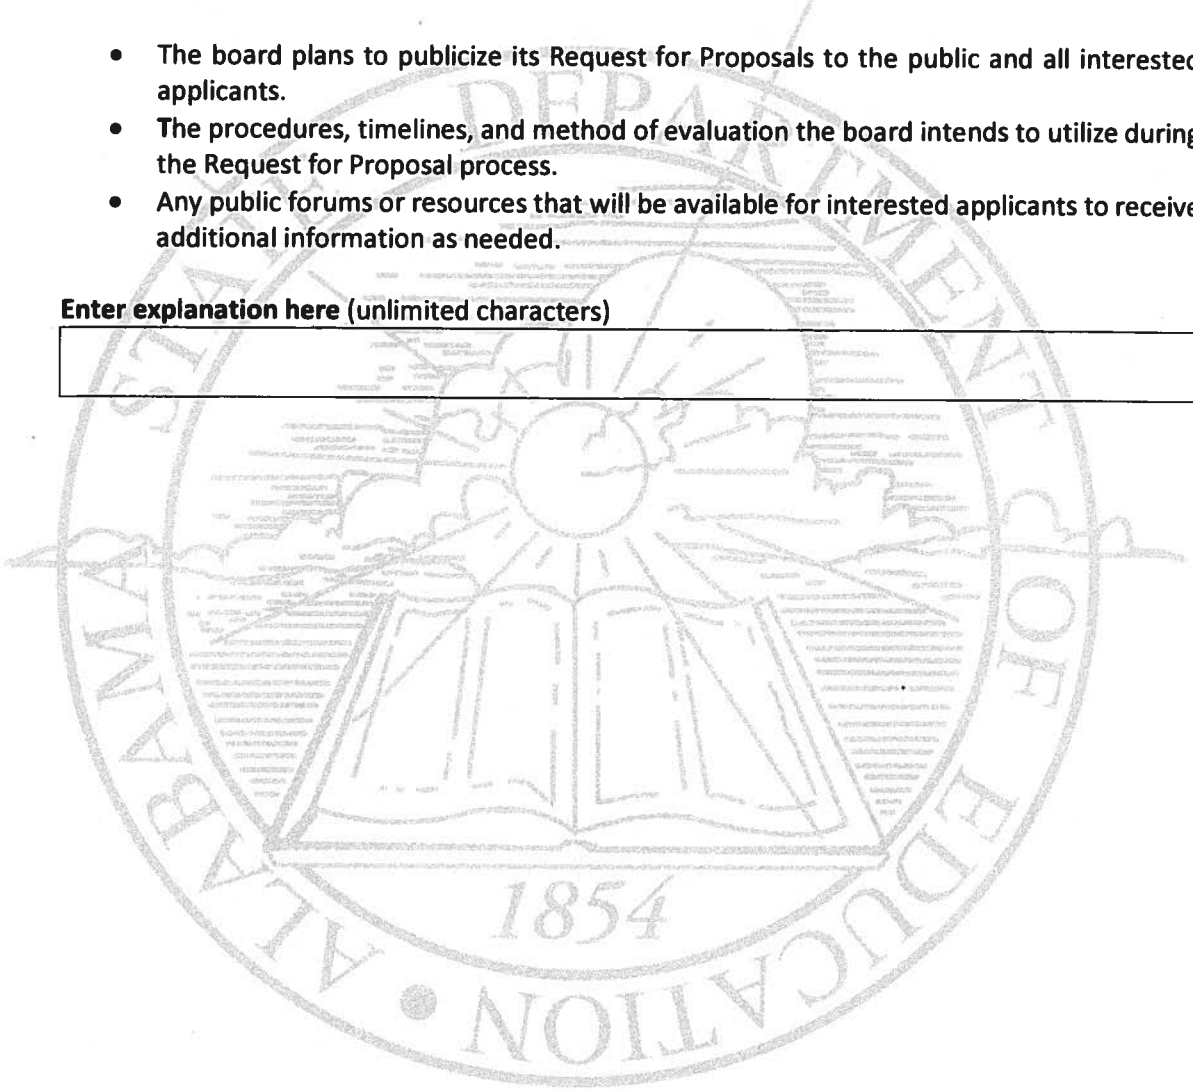 • The board plans to publicize its Request for Proposals to the public and all interested
applicants.
• The procedures, timelines, and method of evaluation the board intends to utilize during
the Request for Proposal process.
• Any public forums or resources that will be available for interested applicants to receive
additional information as needed.
Enter explanation here (unlimited characters)
ALABAMA STATE DEPARTMENT OF EDUCATION •
1854